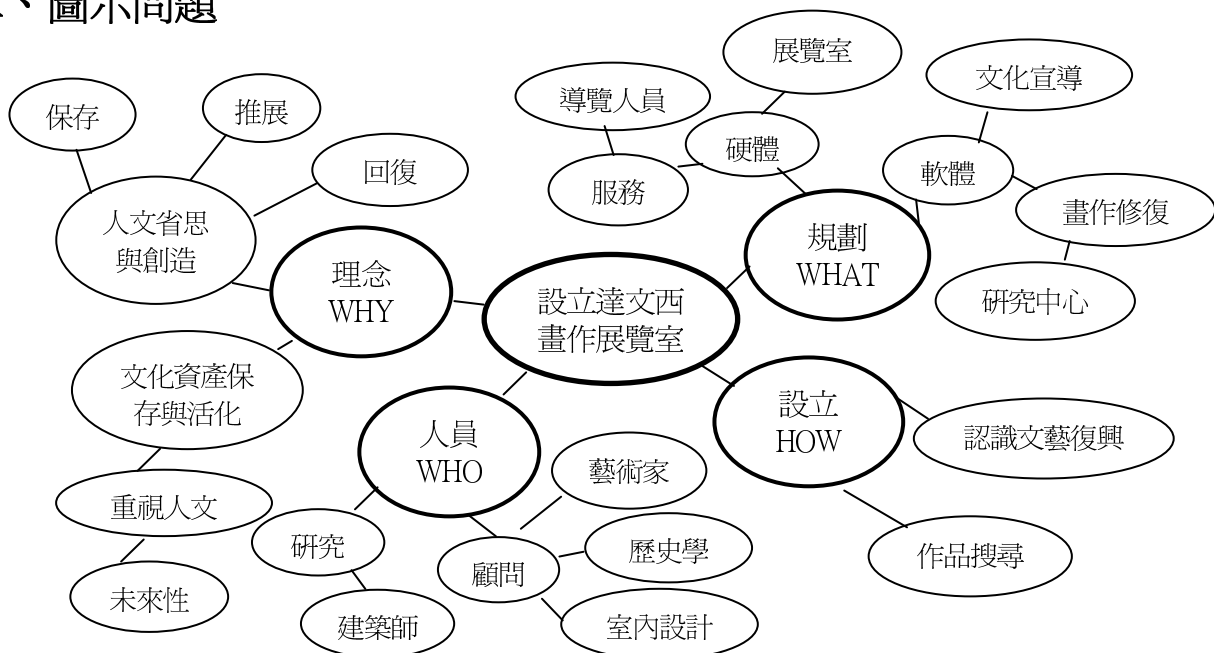 、圖示問題
保存
推展
回復
人文省思
與創造
理念
WHY
文化資產保
存與活化
重視人文
未來性
設立達文西
畫作展覽室
人員
WHO
研究
建築師
顧問
藝術家
歷史學
室內設計
規劃
WHAT
硬體
展覽室
服務
導覽人員
軟體
文化宣導
畫作修復
研究中心
設立
HOW
認識文藝復興
作品搜尋